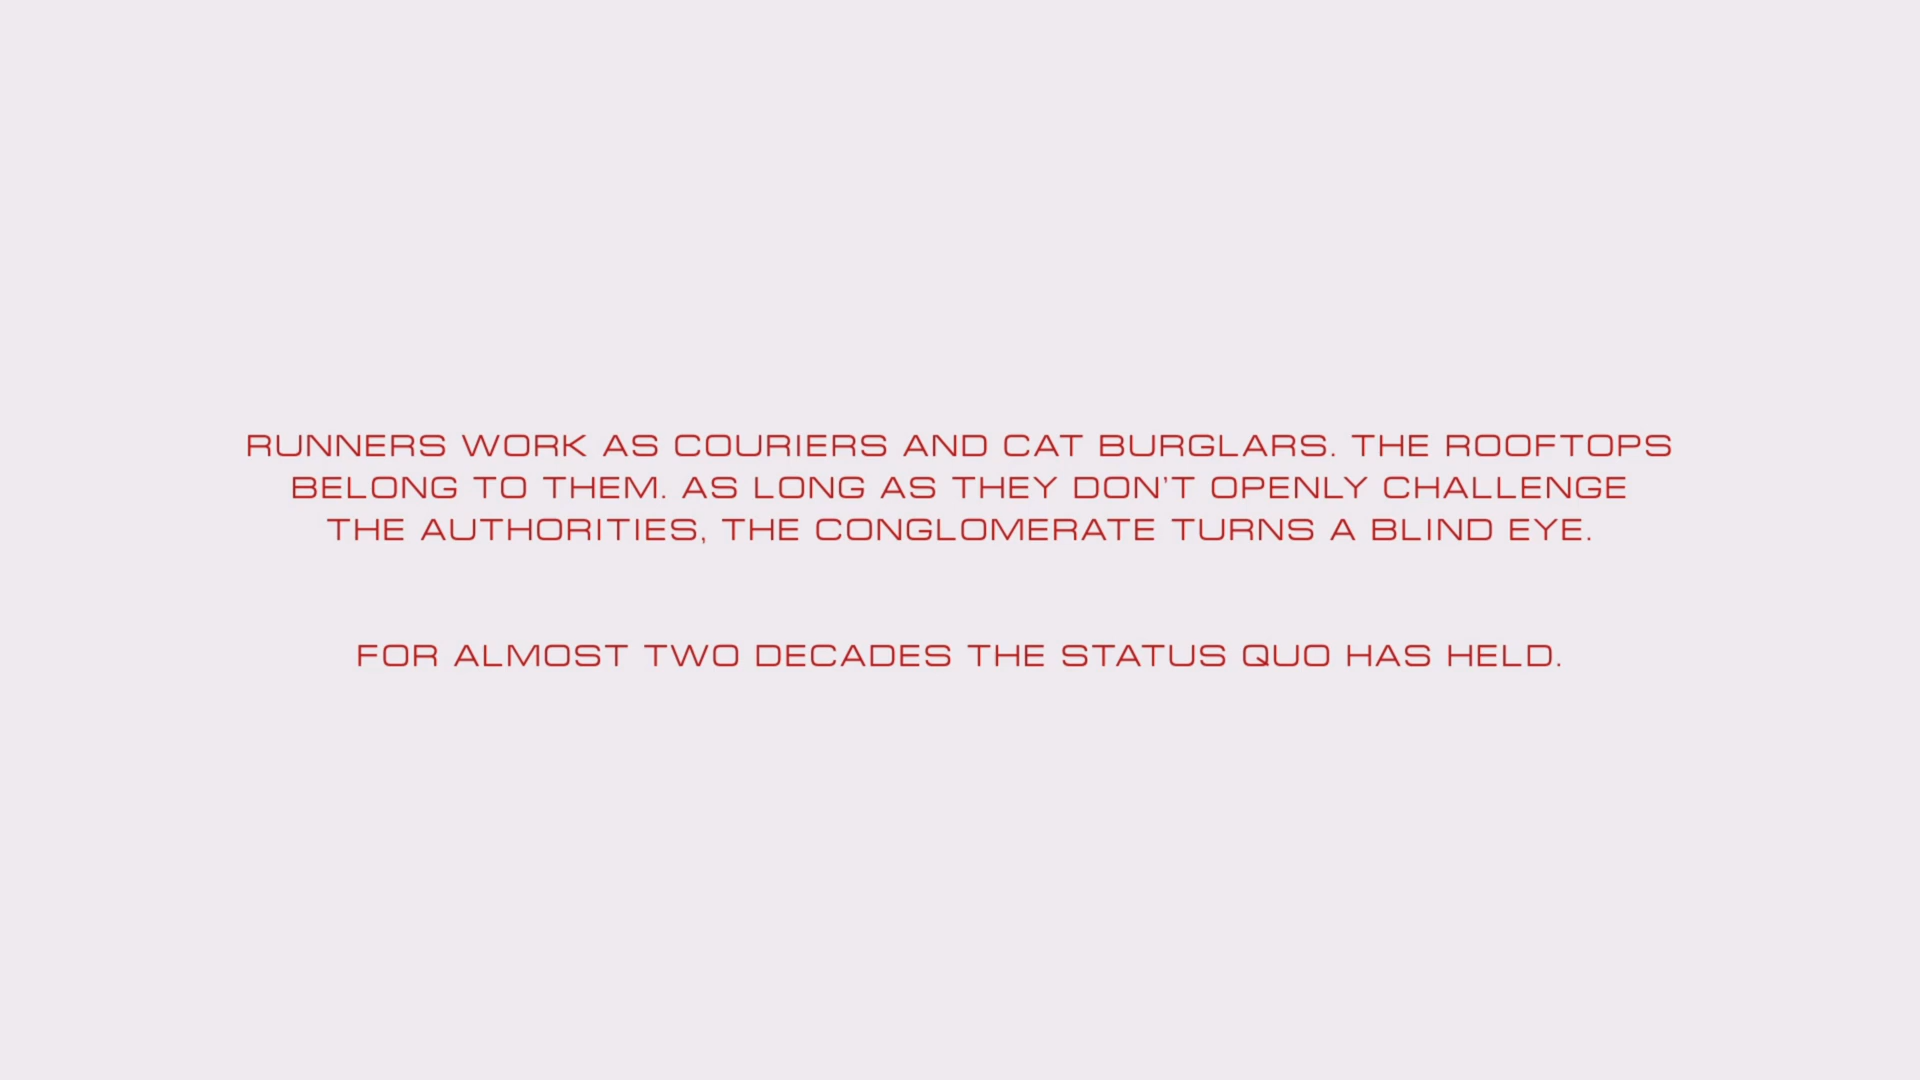 RUNNERS WORK AS COURIERS AND CAT BURGLARS. THE ROOFTOPS
BELONG TO THEM. AS LONG AS THEY DON'T OPENLY CHALLENGE
THE AUTHORITIES, THE CONGLOMERATE TURNS A BLIND EYE.
FOR ALMOST TWO DECADES THE STATUS QUO HAS HELD.